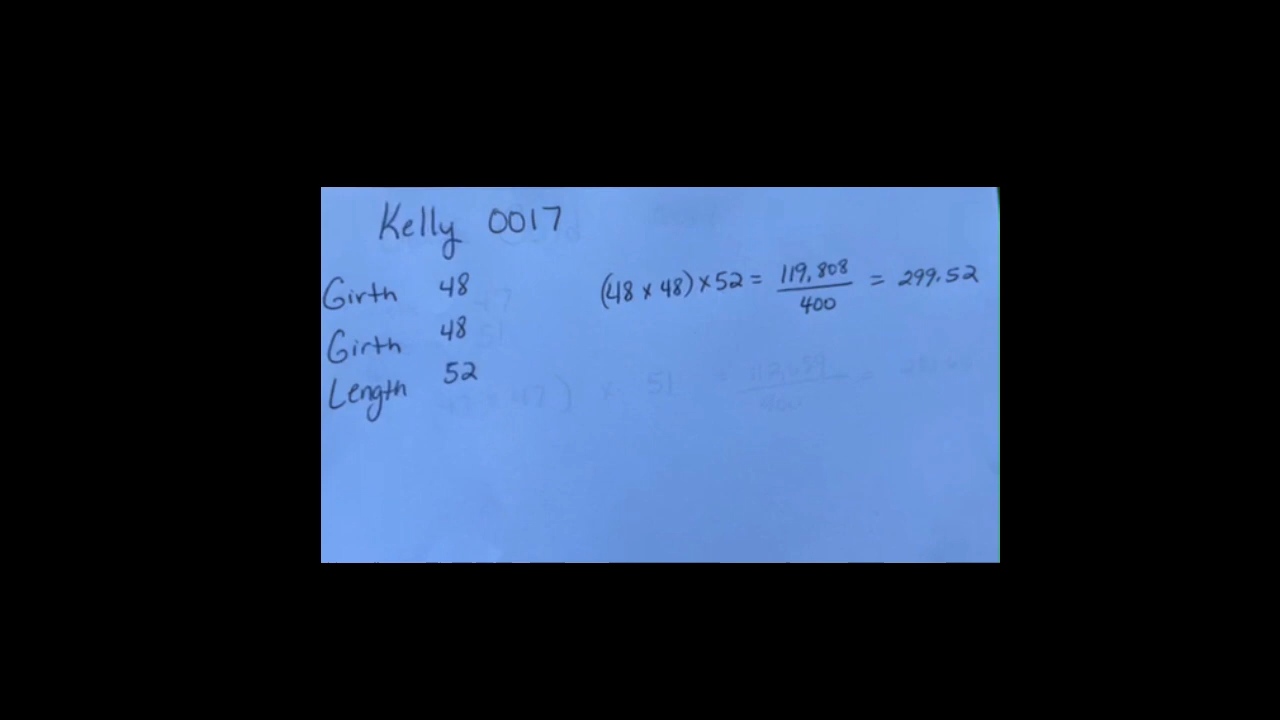 Kelly 0017
Girth 48
(48 x 48) x 52 = 119,808 / 400 = 299.52
Girth 48
Length 52